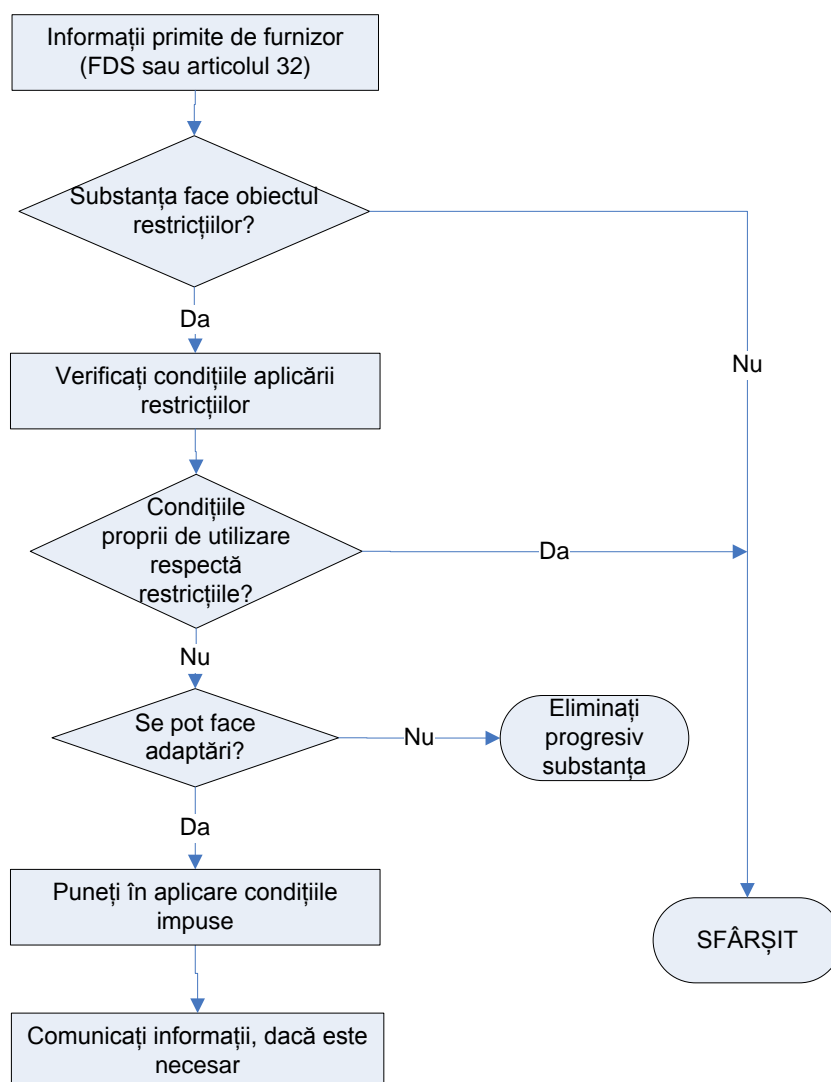 Informații primite de furnizor
(FDS sau articolul 32)
Substanța face obiectul
restricțiilor?
Da
Nu
Verificați condițiile aplicării
restricțiilor
Condițiile
proprii de utilizare
respectă
restricțiile?
Da
Nu
Se pot face
adaptări?
Nu
Eliminați
progresiv
substanța
Da
Puneți în aplicare condițiile
impuse
SFÂRȘIT
Comunicați informații, dacă este
necesar